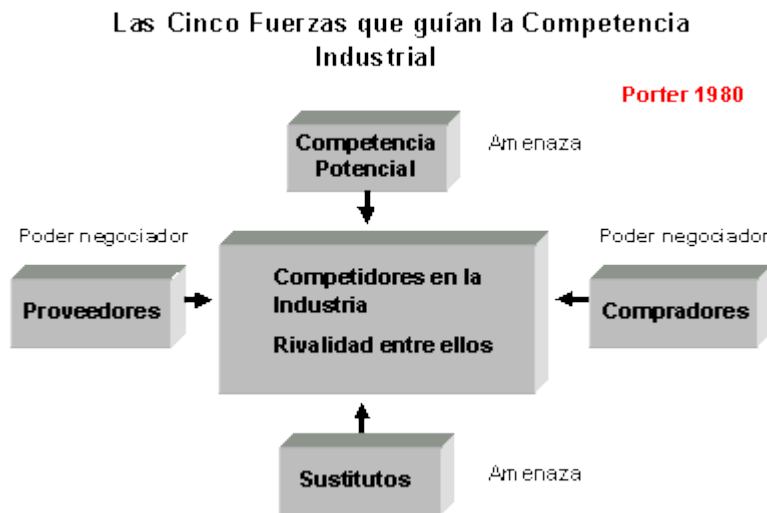 Las Cinco Fuerzas que guían la Competencia
Industrial
Porter 1980
Competencia
Potencial
Amenaza
Poder negociador
Poder negociador
Proveedores
Competidores en la
Industria
Rivalidad entre ellos
Compradores
Sustitutos
Amenaza